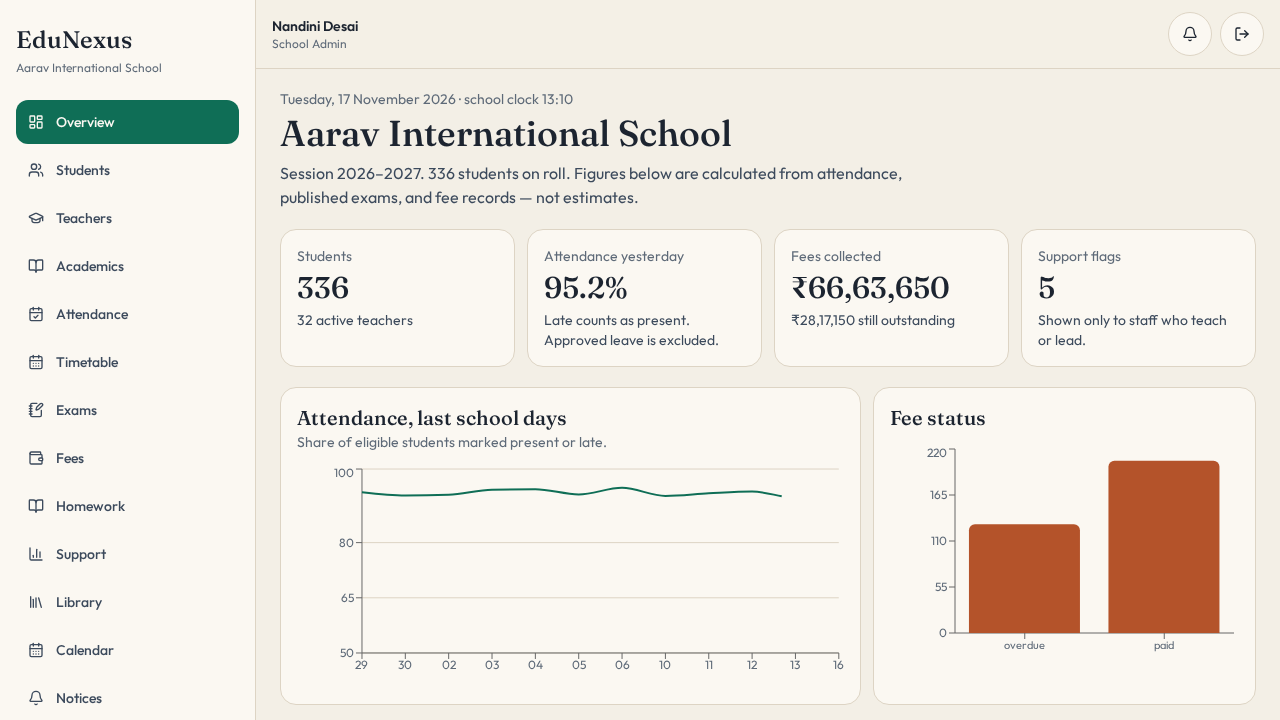 EduNexus
Aarav International School
Overview
Students
Teachers
Academics
Attendance
Timetable
Exams
Fees
Homework
Support
Library
Calendar
Notices
Nandini Desai
School Admin
Tuesday, 17 November 2026 · school clock 13:10
Aarav International School
Session 2026–2027. 336 students on roll. Figures below are calculated from attendance,
published exams, and fee records — not estimates.
Students
336
32 active teachers
Attendance yesterday
95.2%
Late counts as present.
Approved leave is excluded.
Fees collected
₹66,63,650
₹28,17,150 still outstanding
Support flags
5
Shown only to staff who teach
or lead.
Attendance, last school days
Share of eligible students marked present or late.
100
80
65
50
29 30 02 03 04 05 06 10 11 12 13 16
Fee status
220
165
110
55
0
overdue paid